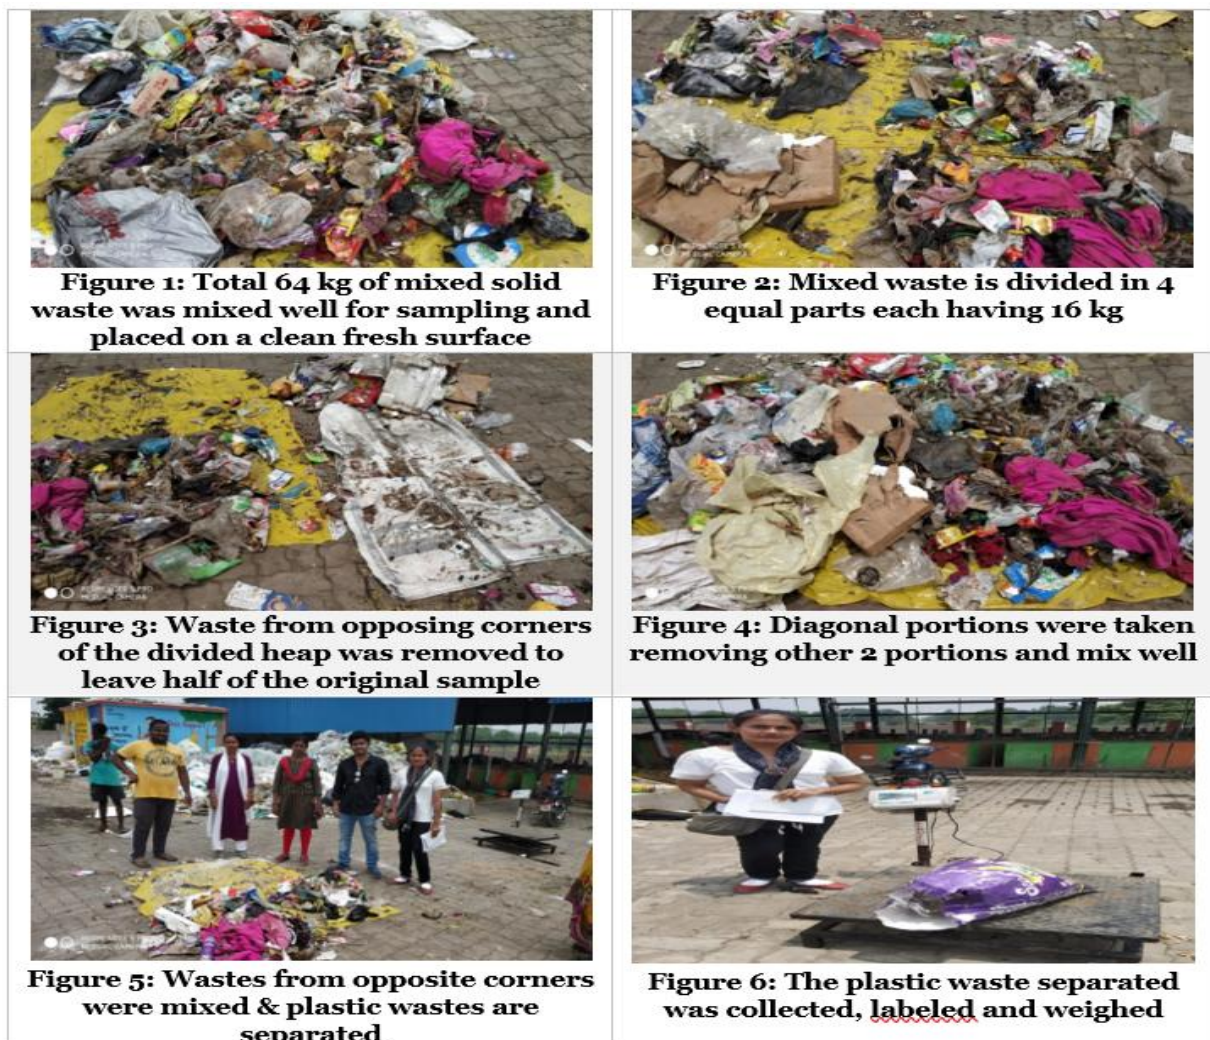 Figure 1: Total 64 kg of mixed solid
waste was mixed well for sampling and
placed on a clean fresh surface
Figure 2: Mixed waste is divided in 4
equal parts each having 16 kg
Figure 3: Waste from opposing corners
of the divided heap was removed to
leave half of the original sample
Figure 4: Diagonal portions were taken
removing other 2 portions and mix well
Figure 5: Wastes from opposite corners
were mixed & plastic wastes are
separated
Figure 6: The plastic waste separated
was collected, labeled and weighed